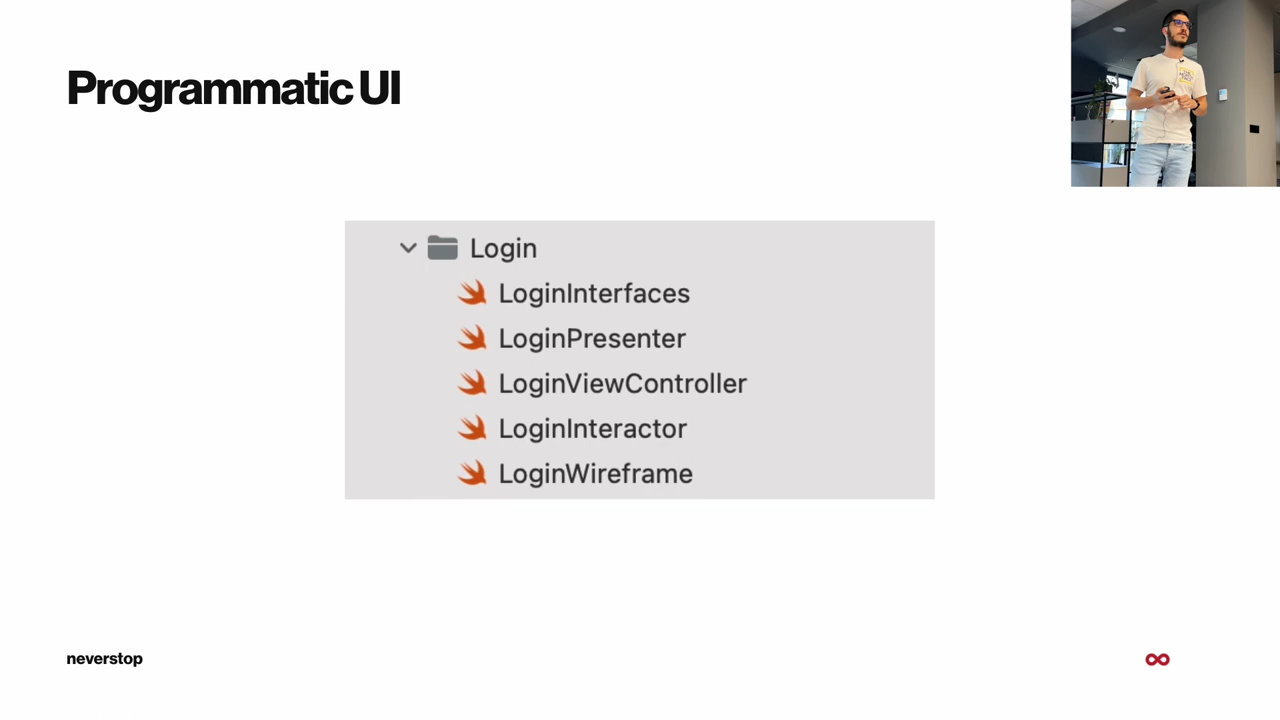 Programmatic UI
Login
LoginInterfaces
LoginPresenter
LoginViewController
LoginInteractor
LoginWireframe
neverstop